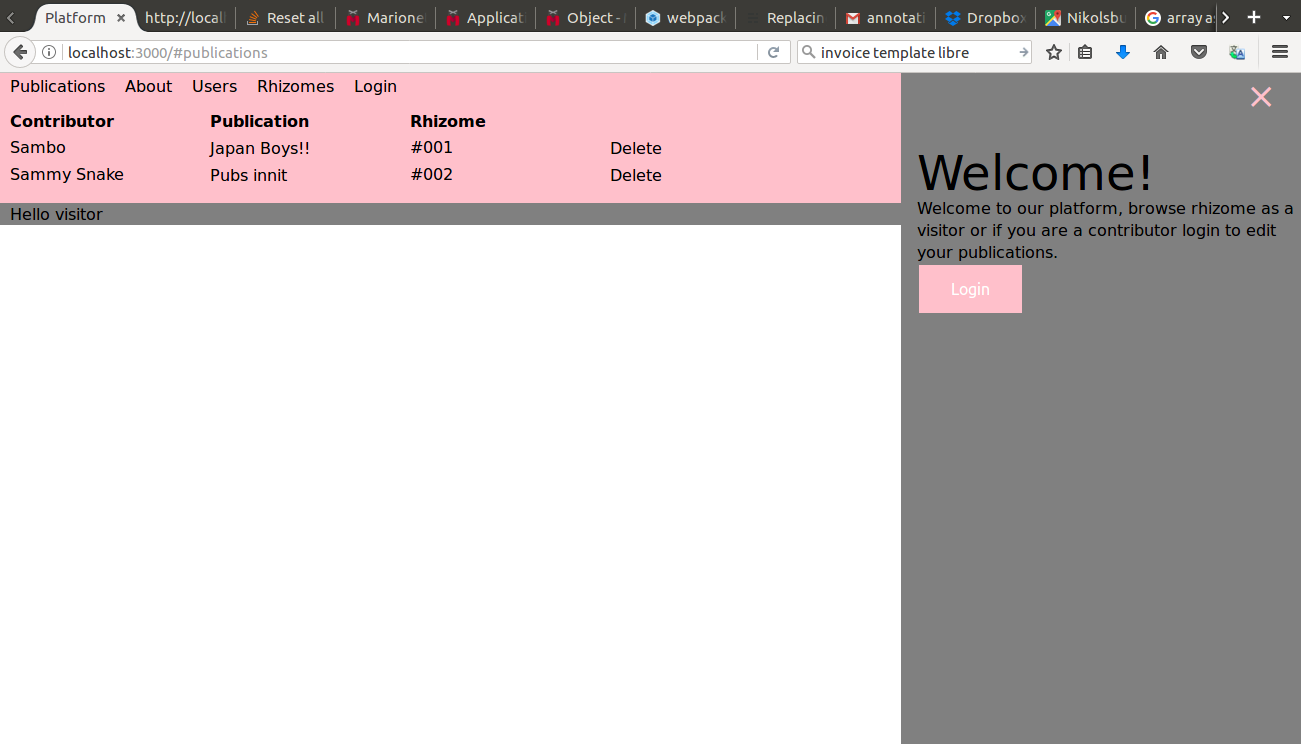 Platform
http://local
Reset all
Marione
Applicat
Object -
webpack
Replacin
annotati
Dropbox
Nikolsbu
array as
localhost:3000/#publications
invoice template libre
Publications About Users Rhizomes Login
Contributor Publication Rhizome
Sambo Japan Boys!! #001 Delete
Sammy Snake Pubs innit #002 Delete
Hello visitor
Welcome!
Welcome to our platform, browse rhizome as a
visitor or if you are a contributor login to edit
your publications.
Login